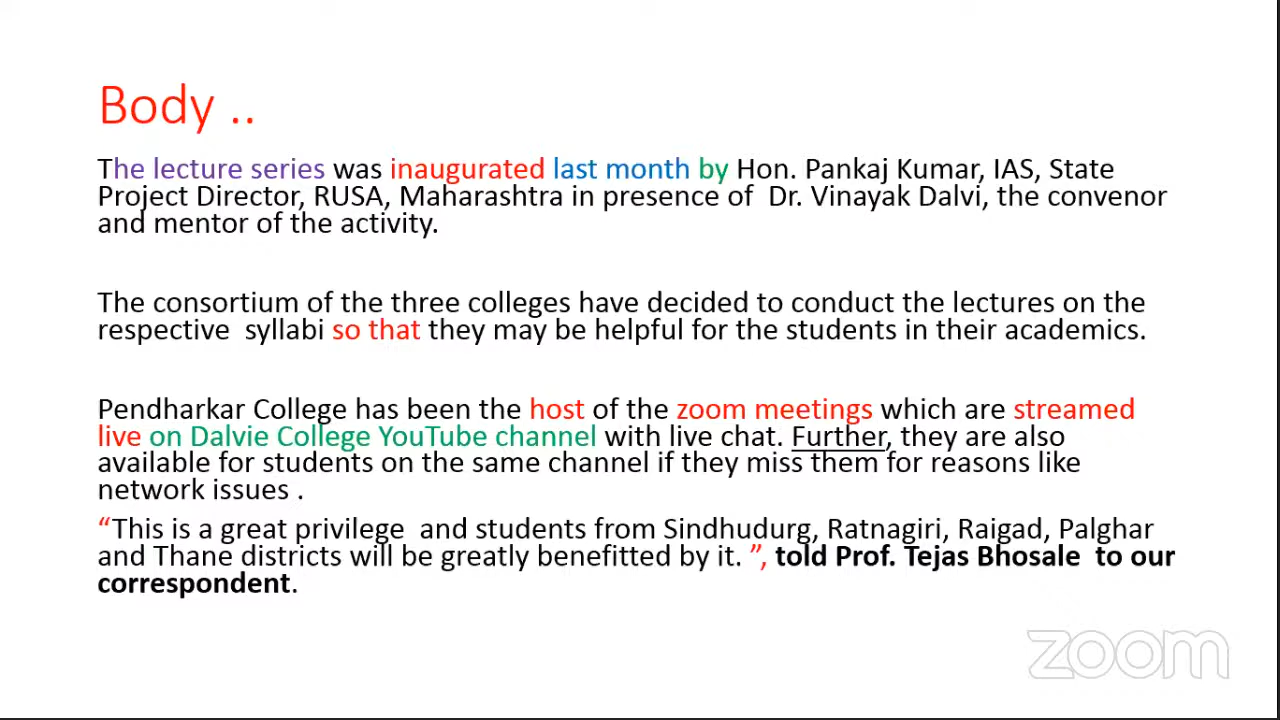 Body ..
The lecture series was inaugurated last month by Hon. Pankaj Kumar, IAS, State
Project Director, RUSA, Maharashtra in presence of  Dr. Vinayak Dalvi, the convenor
and mentor of the activity.
The consortium of the three colleges have decided to conduct the lectures on the
respective  syllabi so that they may be helpful for the students in their academics.
Pendharkar College has been the host of the zoom meetings which are streamed
live on Dalvie College YouTube channel with live chat. Further, they are also
available for students on the same channel if they miss them for reasons like
network issues .
“This is a great privilege  and students from Sindhudurg, Ratnagiri, Raigad, Palghar
and Thane districts will be greatly benefitted by it. ”, told Prof. Tejas Bhosale  to our
correspondent.
zoom